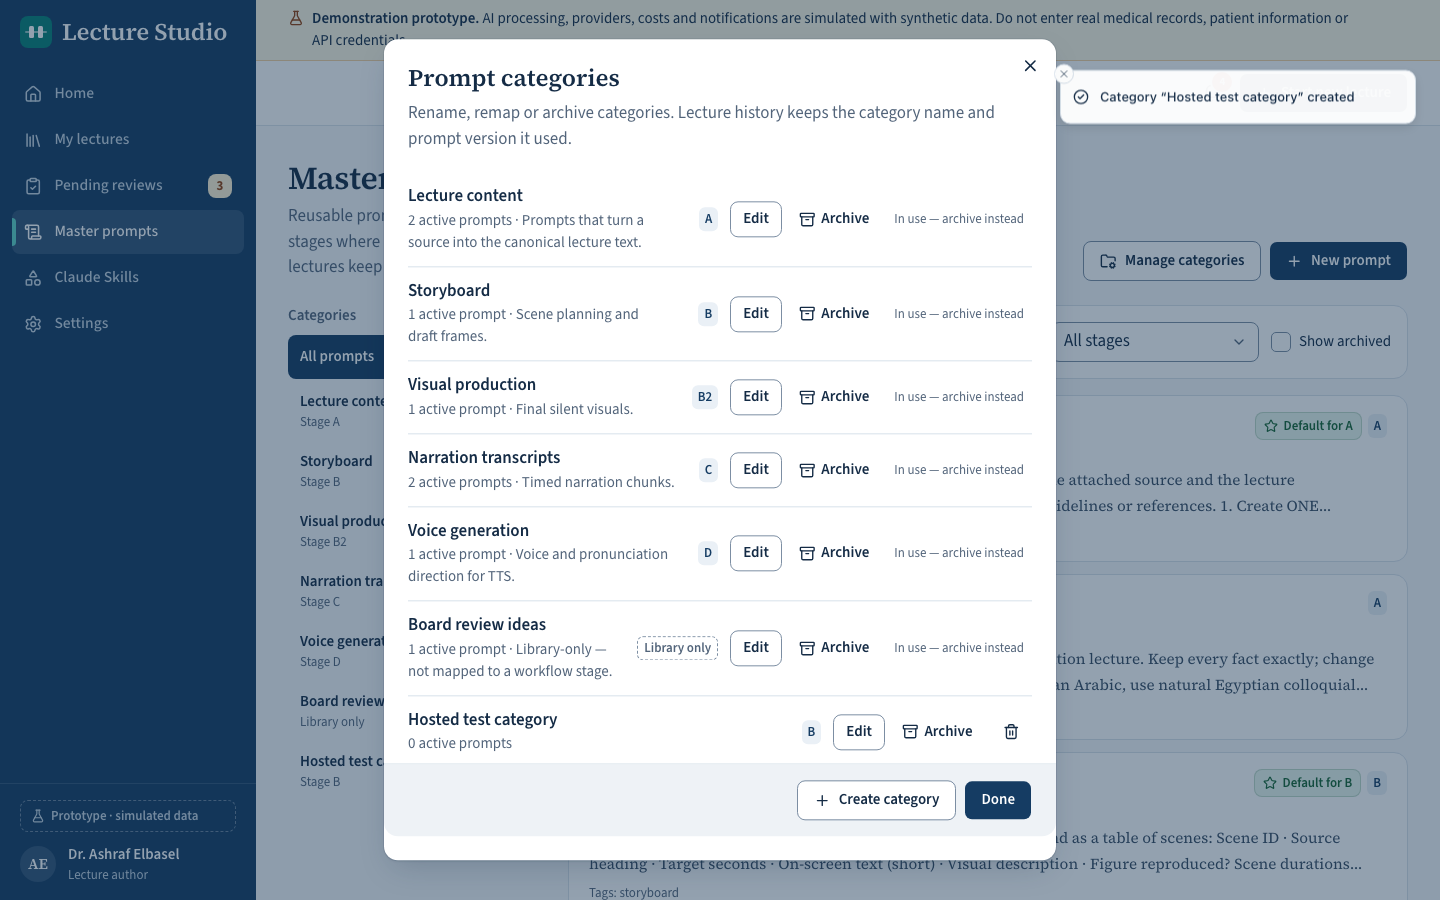 Lecture Studio
Demonstration prototype. AI processing, providers, costs and notifications are simulated with synthetic data. Do not enter real medical records, patient information or
API credentials.
Home
My lectures
Pending reviews
3
Master prompts
Claude Skills
Settings
Prototype · simulated data
AE
Dr. Ashraf Elbasel
Lecture author
Master
Reusable
stages where
lectures keep
Manage categories
New prompt
Categories
All prompts
Lecture
Stage A
Storyboard
Stage B
Visual
Stage B2
Narration
Stage C
Voice
Stage D
Board review
Library only
Hosted test
Stage B
All stages
Show archived
Default for A
A
attached source and the lecture
or references. 1. Create ONE...
A
lecture. Keep every fact exactly; change
Arabic, use natural Egyptian colloquial...
Default for B
B
as a table of scenes: Scene ID · Source
heading · Target seconds · On-screen text (short) · Visual description · Figure reproduced? Scene durations...
Tags: storyboard
Prompt categories
Rename, remap or archive categories. Lecture history keeps the category name and
prompt version it used.
Lecture content
2 active prompts · Prompts that turn a
source into the canonical lecture text.
A
Edit
Archive
In use — archive instead
Storyboard
1 active prompt · Scene planning and
draft frames.
B
Edit
Archive
In use — archive instead
Visual production
1 active prompt · Final silent visuals.
B2
Edit
Archive
In use — archive instead
Narration transcripts
2 active prompts · Timed narration chunks.
C
Edit
Archive
In use — archive instead
Voice generation
1 active prompt · Voice and pronunciation
direction for TTS.
D
Edit
Archive
In use — archive instead
Board review ideas
1 active prompt · Library-only —
not mapped to a workflow stage.
Library only
Edit
Archive
In use — archive instead
Hosted test category
0 active prompts
B
Edit
Archive
Create category
Done
Category “Hosted test category” created